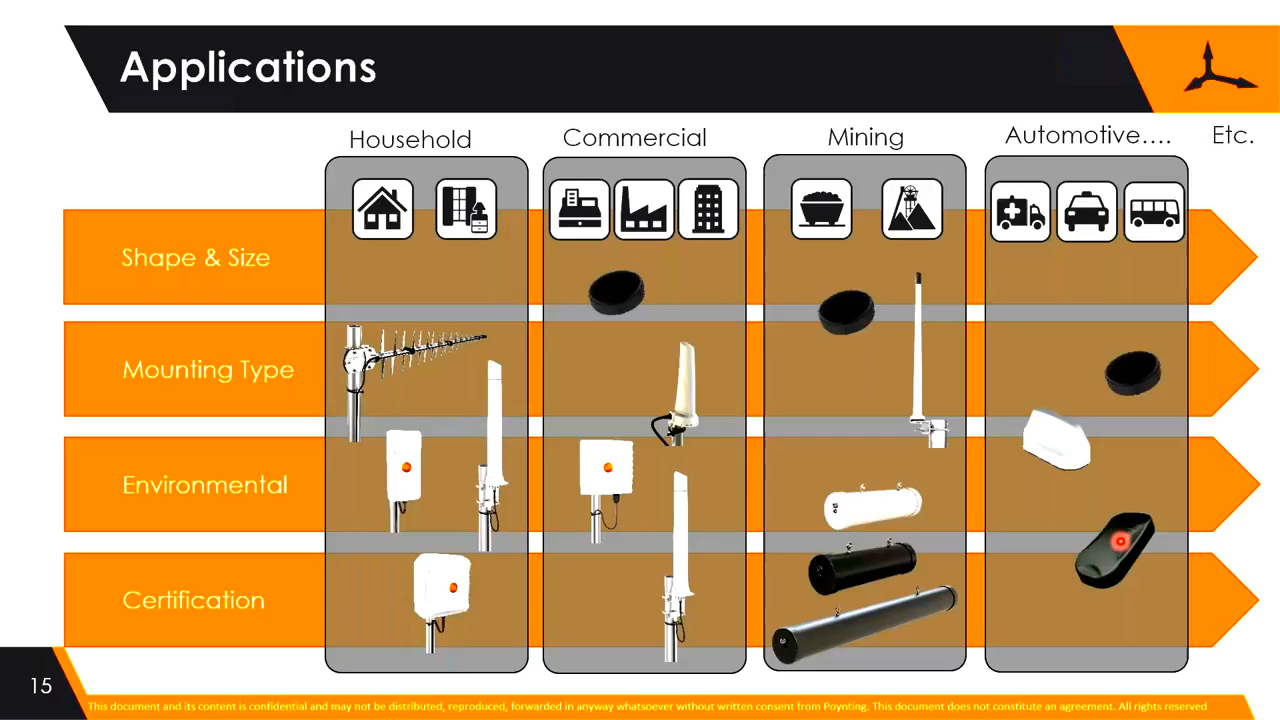 Applications
Household
Commercial
Mining
Automotive....
Etc.
Shape & Size
Mounting Type
Environmental
Certification
15
This document and its content is confidential and may not be distributed, reproduced, forwarded in anyway whatsoever without written consent from Poynting. This document does not constitute an agreement. All rights reserved